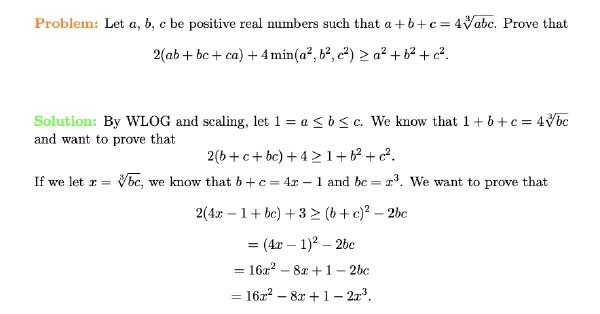 Problem: Let a, b, c be positive real numbers such that a + b + c = 4∛abc. Prove that
2(ab + bc + ca) + 4 min(a², b², c²) ≥ a² + b² + c².
Solution: By WLOG and scaling, let 1 = a ≤ b ≤ c. We know that 1 + b + c = 4∛bc
and want to prove that
2(b + c + bc) + 4 ≥ 1 + b² + c².
If we let x = ∛bc, we know that b + c = 4x − 1 and bc = x³. We want to prove that
2(4x − 1 + bc) + 3 ≥ (b + c)² − 2bc
= (4x − 1)² − 2bc
= 16x² − 8x + 1 − 2bc
= 16x² − 8x + 1 − 2x³.